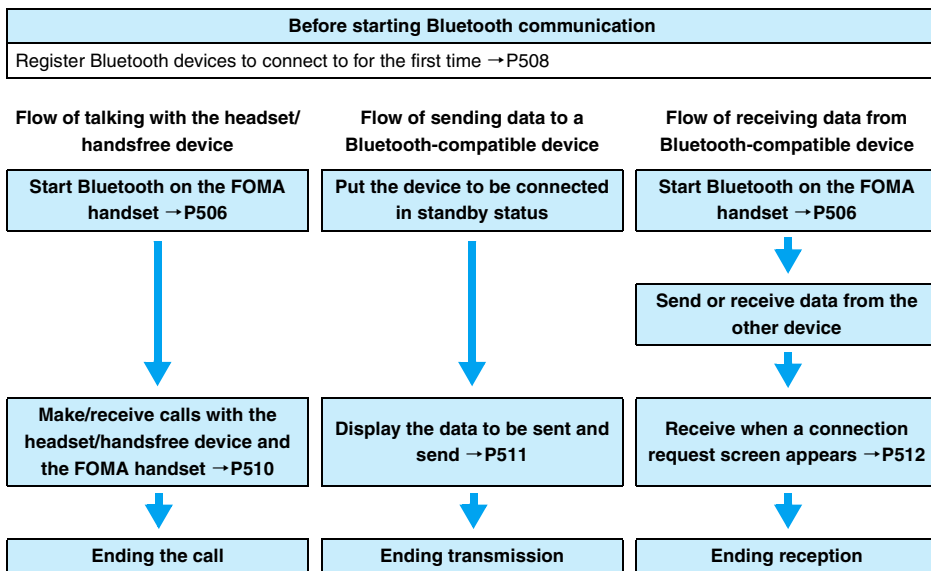 Before starting Bluetooth communication
Register Bluetooth devices to connect to for the first time →P508
Flow of talking with the headset/
handsfree device
Start Bluetooth on the FOMA
handset →P506
Make/receive calls with the
headset/handsfree device and
the FOMA handset →P510
Ending the call
Flow of sending data to a
Bluetooth-compatible device
Put the device to be connected
in standby status
Display the data to be sent and
send →P511
Ending transmission
Flow of receiving data from
Bluetooth-compatible device
Start Bluetooth on the FOMA
handset →P506
Send or receive data from the
other device
Receive when a connection
request screen appears →P512
Ending reception